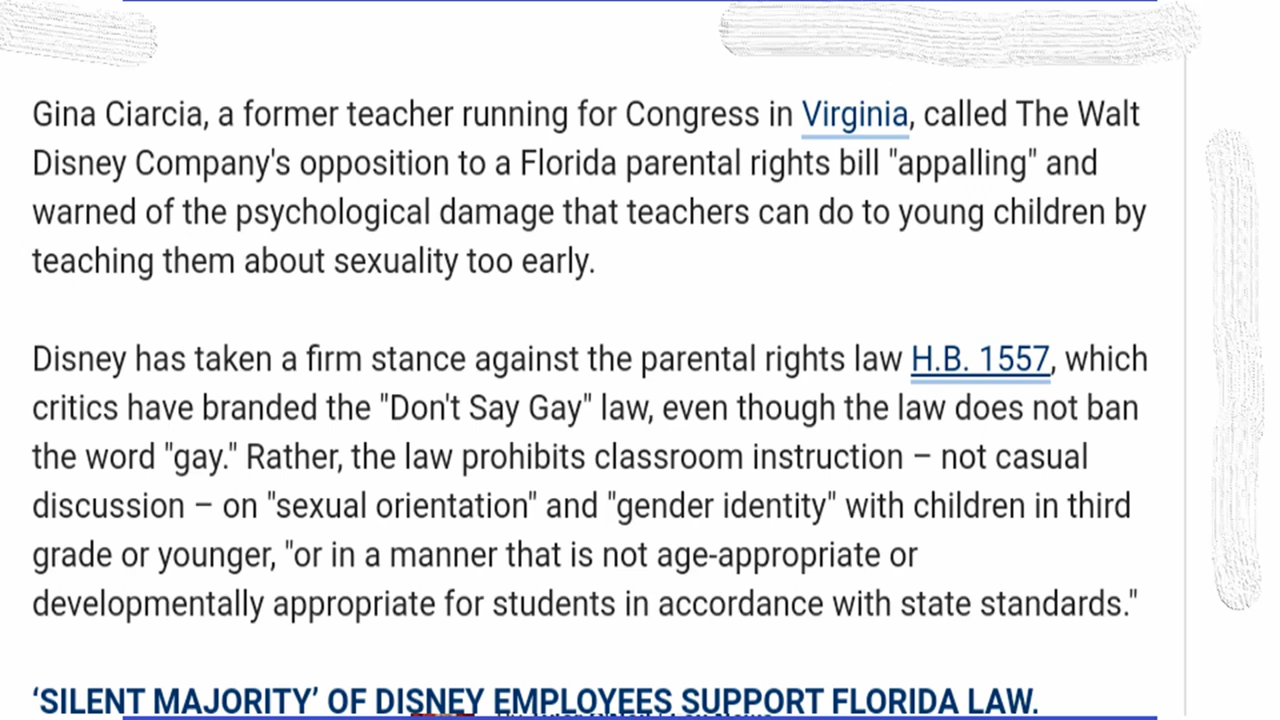 Gina Ciarcia, a former teacher running for Congress in Virginia, called The Walt
Disney Company's opposition to a Florida parental rights bill "appalling" and
warned of the psychological damage that teachers can do to young children by
teaching them about sexuality too early.
Disney has taken a firm stance against the parental rights law H.B. 1557, which
critics have branded the "Don't Say Gay" law, even though the law does not ban
the word "gay." Rather, the law prohibits classroom instruction – not casual
discussion – on "sexual orientation" and "gender identity" with children in third
grade or younger, "or in a manner that is not age-appropriate or
developmentally appropriate for students in accordance with state standards."
‘SILENT MAJORITY’ OF DISNEY EMPLOYEES SUPPORT FLORIDA LAW.